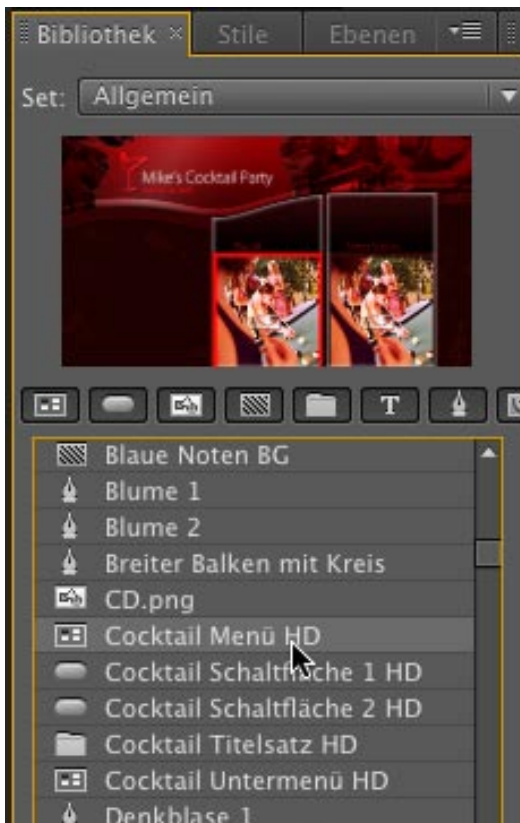 Bibliothek × Stile Ebenen
Set: Allgemein
Mike's Cocktail Party
T
Blaue Noten BG
Blume 1
Blume 2
Breiter Balken mit Kreis
CD.png
Cocktail Menü HD
Cocktail Schaltfläche 1 HD
Cocktail Schaltfläche 2 HD
Cocktail Titelsatz HD
Cocktail Untermenü HD
Denkblase 1